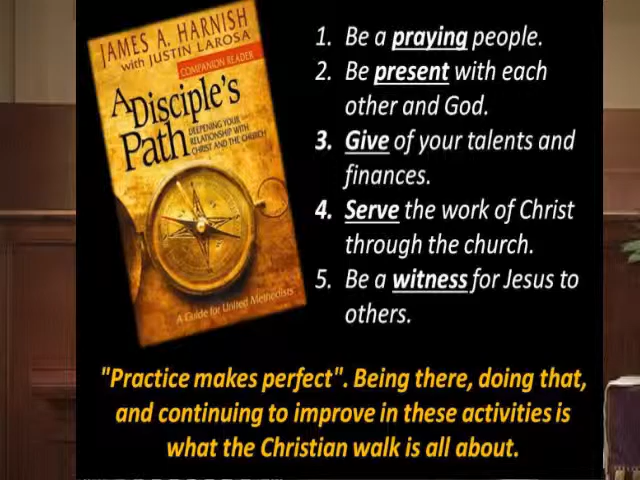 JAMES A. HARNISH
with JUSTIN LAROSA
COMPANION READER
A Disciple's
Path
DEEPENING YOUR
RELATIONSHIP WITH
CHRIST AND THE CHURCH
A Guide for United Methodists
1. Be a praying people.
2. Be present with each
other and God.
3. Give of your talents and
finances.
4. Serve the work of Christ
through the church.
5. Be a witness for Jesus to
others.
"Practice makes perfect". Being there, doing that,
and continuing to improve in these activities is
what the Christian walk is all about.